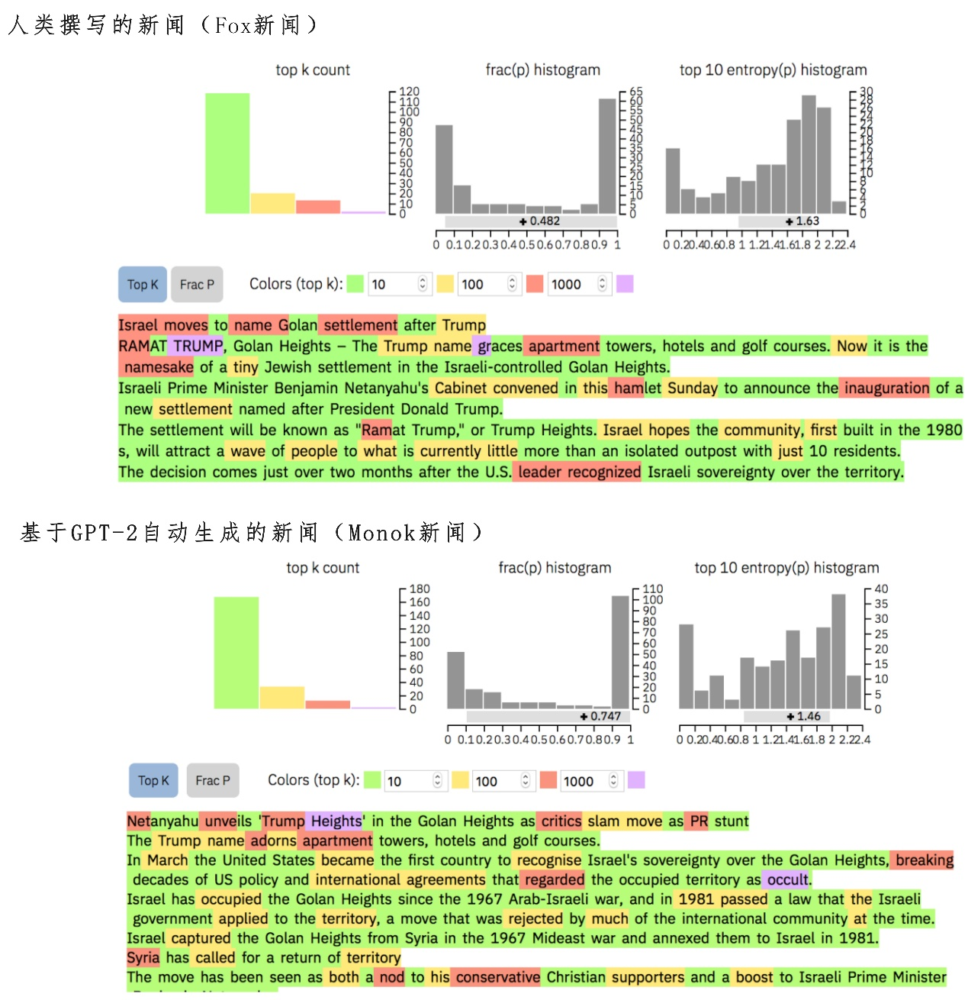 人类撰写的新闻（Fox新闻）
top k count
120
110
100
90
80
70
60
50
40
30
20
10
0
frac(p) histogram
65
60
55
50
45
40
35
30
25
20
15
10
5
0
+ 0.482
0 0.1 0.2 0.3 0.4 0.5 0.6 0.7 0.8 0.9 1
top 10 entropy(p) histogram
30
28
26
24
22
20
18
16
14
12
10
8
6
4
2
0
+ 1.63
0 0.2 0.4 0.6 0.8 1 1.2 1.4 1.6 1.8 2 2.2 2.4
Top K Frac P Colors (top k): 10 100 1000
Israel moves to name Golan settlement after Trump
RAMAT TRUMP, Golan Heights – The Trump name graces apartment towers, hotels and golf courses. Now it is the
namesake of a tiny Jewish settlement in the Israeli-controlled Golan Heights.
Israeli Prime Minister Benjamin Netanyahu's Cabinet convened in this hamlet Sunday to announce the inauguration of a
new settlement named after President Donald Trump.
The settlement will be known as "Ramat Trump," or Trump Heights. Israel hopes the community, first built in the 1980
s, will attract a wave of people to what is currently little more than an isolated outpost with just 10 residents.
The decision comes just over two months after the U.S. leader recognized Israeli sovereignty over the territory.
基于GPT-2自动生成的新闻（Monok新闻）
top k count
180
160
140
120
100
80
60
40
20
0
frac(p) histogram
110
100
90
80
70
60
50
40
30
20
10
0
+ 0.747
0 0.1 0.2 0.3 0.4 0.5 0.6 0.7 0.8 0.9 1
top 10 entropy(p) histogram
40
35
30
25
20
15
10
5
0
+ 1.46
0 0.2 0.4 0.6 0.8 1 1.2 1.4 1.6 1.8 2 2.2 2.4
Top K Frac P Colors (top k): 10 100 1000
Netanyahu unveils 'Trump Heights' in the Golan Heights as critics slam move as PR stunt
The Trump name adorns apartment towers, hotels and golf courses.
In March the United States became the first country to recognise Israel's sovereignty over the Golan Heights, breaking
decades of US policy and international agreements that regarded the occupied territory as occult.
Israel has occupied the Golan Heights since the 1967 Arab-Israeli war, and in 1981 passed a law that the Israeli
government applied to the territory, a move that was rejected by much of the international community at the time.
Israel captured the Golan Heights from Syria in the 1967 Mideast war and annexed them to Israel in 1981.
Syria has called for a return of territory
The move has been seen as both a nod to his conservative Christian supporters and a boost to Israeli Prime Minister